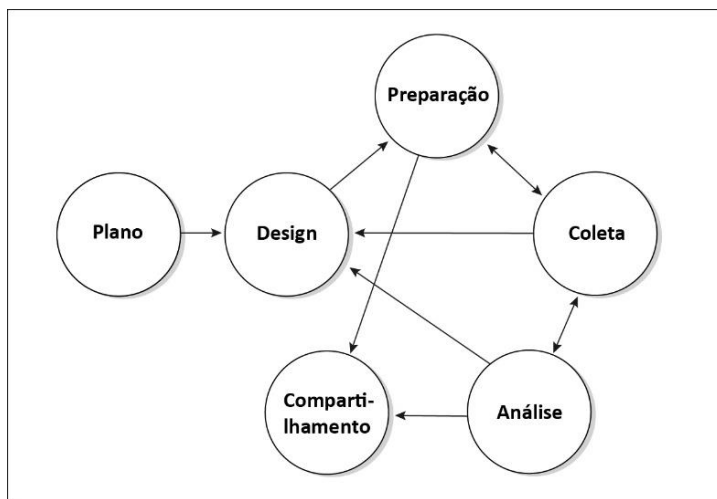 Preparação
Plano
Design
Coleta
Comparti-
lhamento
Análise